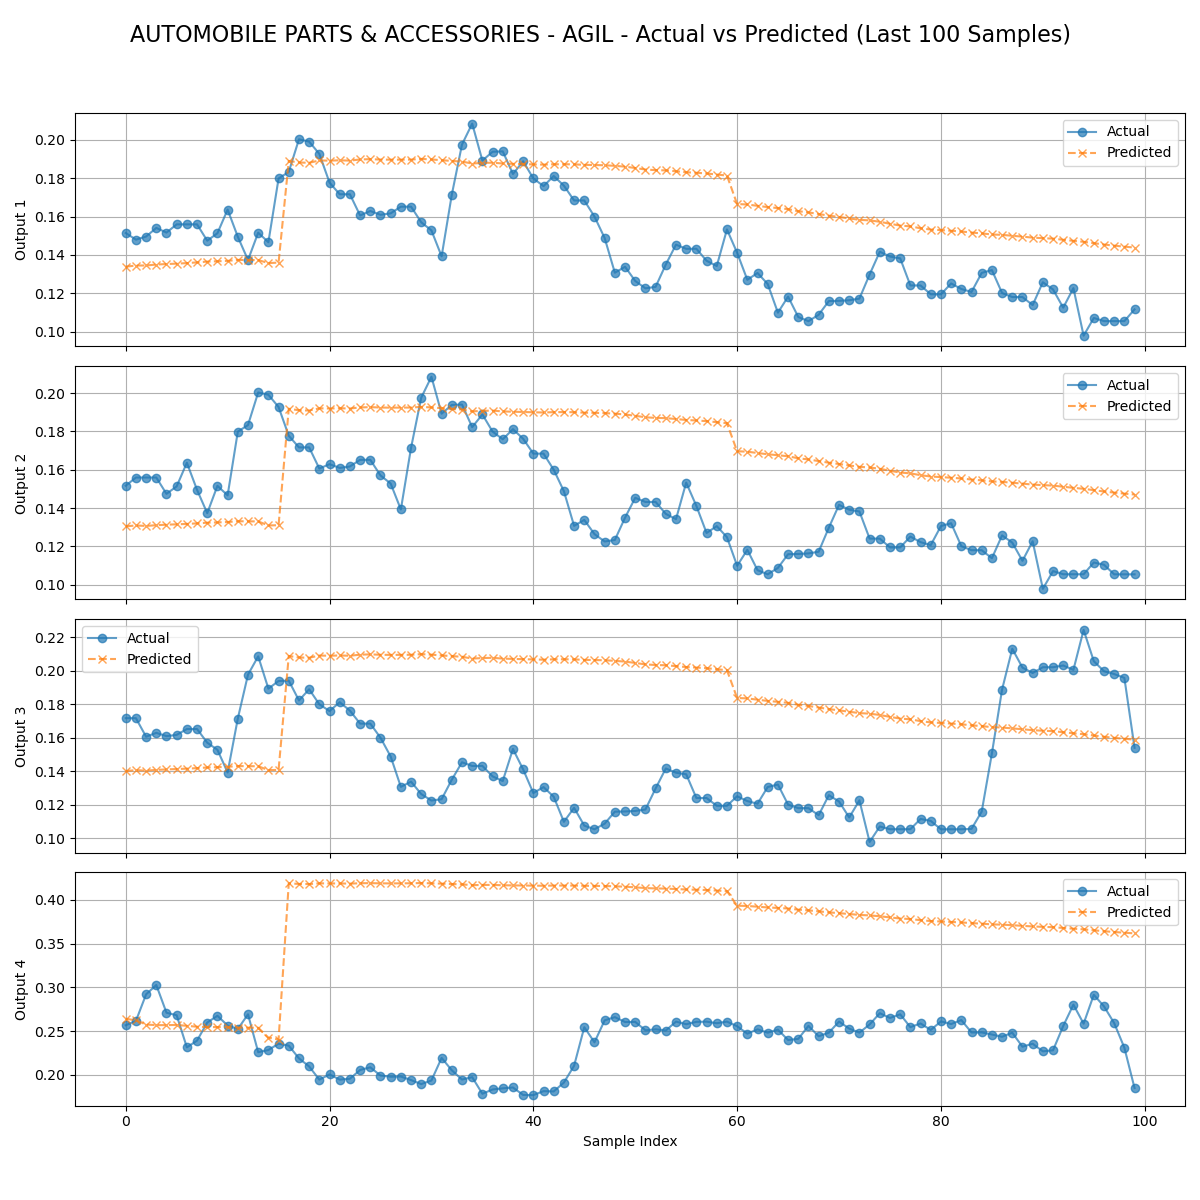 AUTOMOBILE PARTS & ACCESSORIES - AGIL - Actual vs Predicted (Last 100 Samples)
Output 1
0.20
0.18
0.16
0.14
0.12
0.10
Actual
Predicted
Output 2
0.20
0.18
0.16
0.14
0.12
0.10
Actual
Predicted
Output 3
0.22
0.20
0.18
0.16
0.14
0.12
0.10
Actual
Predicted
Output 4
0.40
0.35
0.30
0.25
0.20
Actual
Predicted
0 20 40 60 80 100
Sample Index